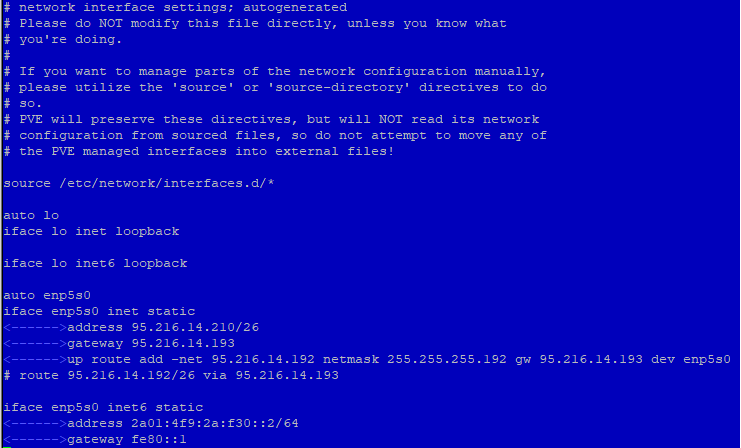 # network interface settings; autogenerated
# Please do NOT modify this file directly, unless you know what
# you're doing.
#
# If you want to manage parts of the network configuration manually,
# please utilize the 'source' or 'source-directory' directives to do
# so.
# PVE will preserve these directives, but will NOT read its network
# configuration from sourced files, so do not attempt to move any of
# the PVE managed interfaces into external files!
source /etc/network/interfaces.d/*
auto lo
iface lo inet loopback
iface lo inet6 loopback
auto enp5s0
iface enp5s0 inet static
<------>address 95.216.14.210/26
<------>gateway 95.216.14.193
<------>up route add -net 95.216.14.192 netmask 255.255.255.192 gw 95.216.14.193 dev enp5s0
# route 95.216.14.192/26 via 95.216.14.193
iface enp5s0 inet6 static
<------>address 2a01:4f9:2a:f30::2/64
<------>gateway fe80::1